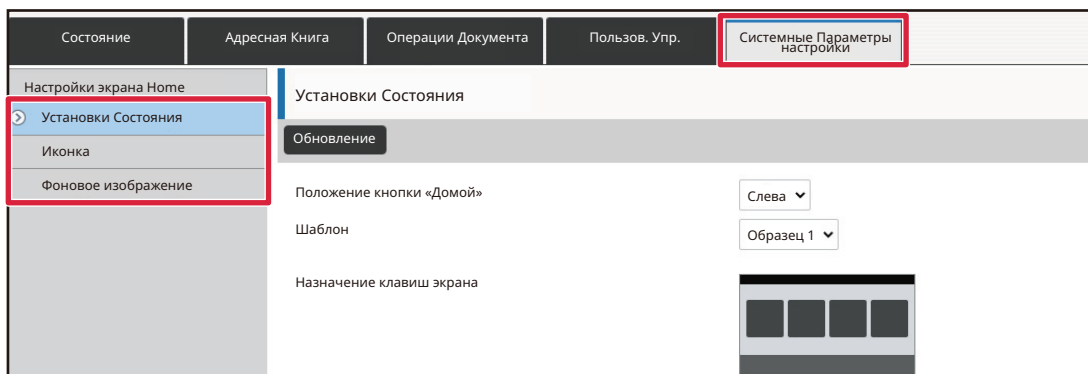 Состояние
Адресная Книга
Операции Документа
Пользов. Упр.
Системные Параметры
настройки
Настройки экрана Home
Установки Состояния
Иконка
Фоновое изображение
Установки Состояния
Обновление
Положение кнопки «Домой»
Слева
Шаблон
Образец 1
Назначение клавиш экрана